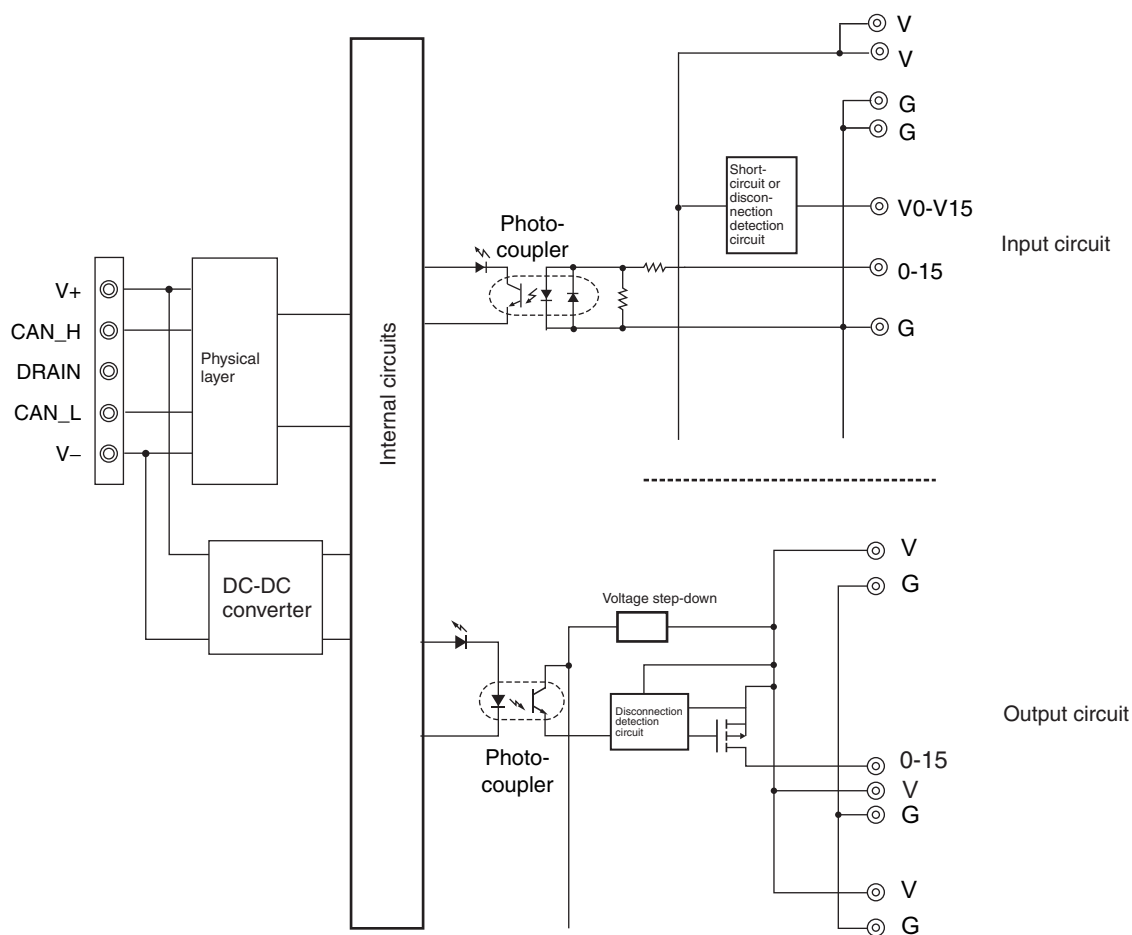 V
V
G
G
Short-
circuit or
discon-
nection
detection
circuit
V0-V15
Input circuit
Photo-
coupler
0-15
G
V+
CAN_H
DRAIN
CAN_L
V–
Physical
layer
Internal circuits
DC-DC
converter
V
G
Voltage step-down
Disconnection
detection
circuit
Output circuit
Photo-
coupler
0-15
V
G
V
G